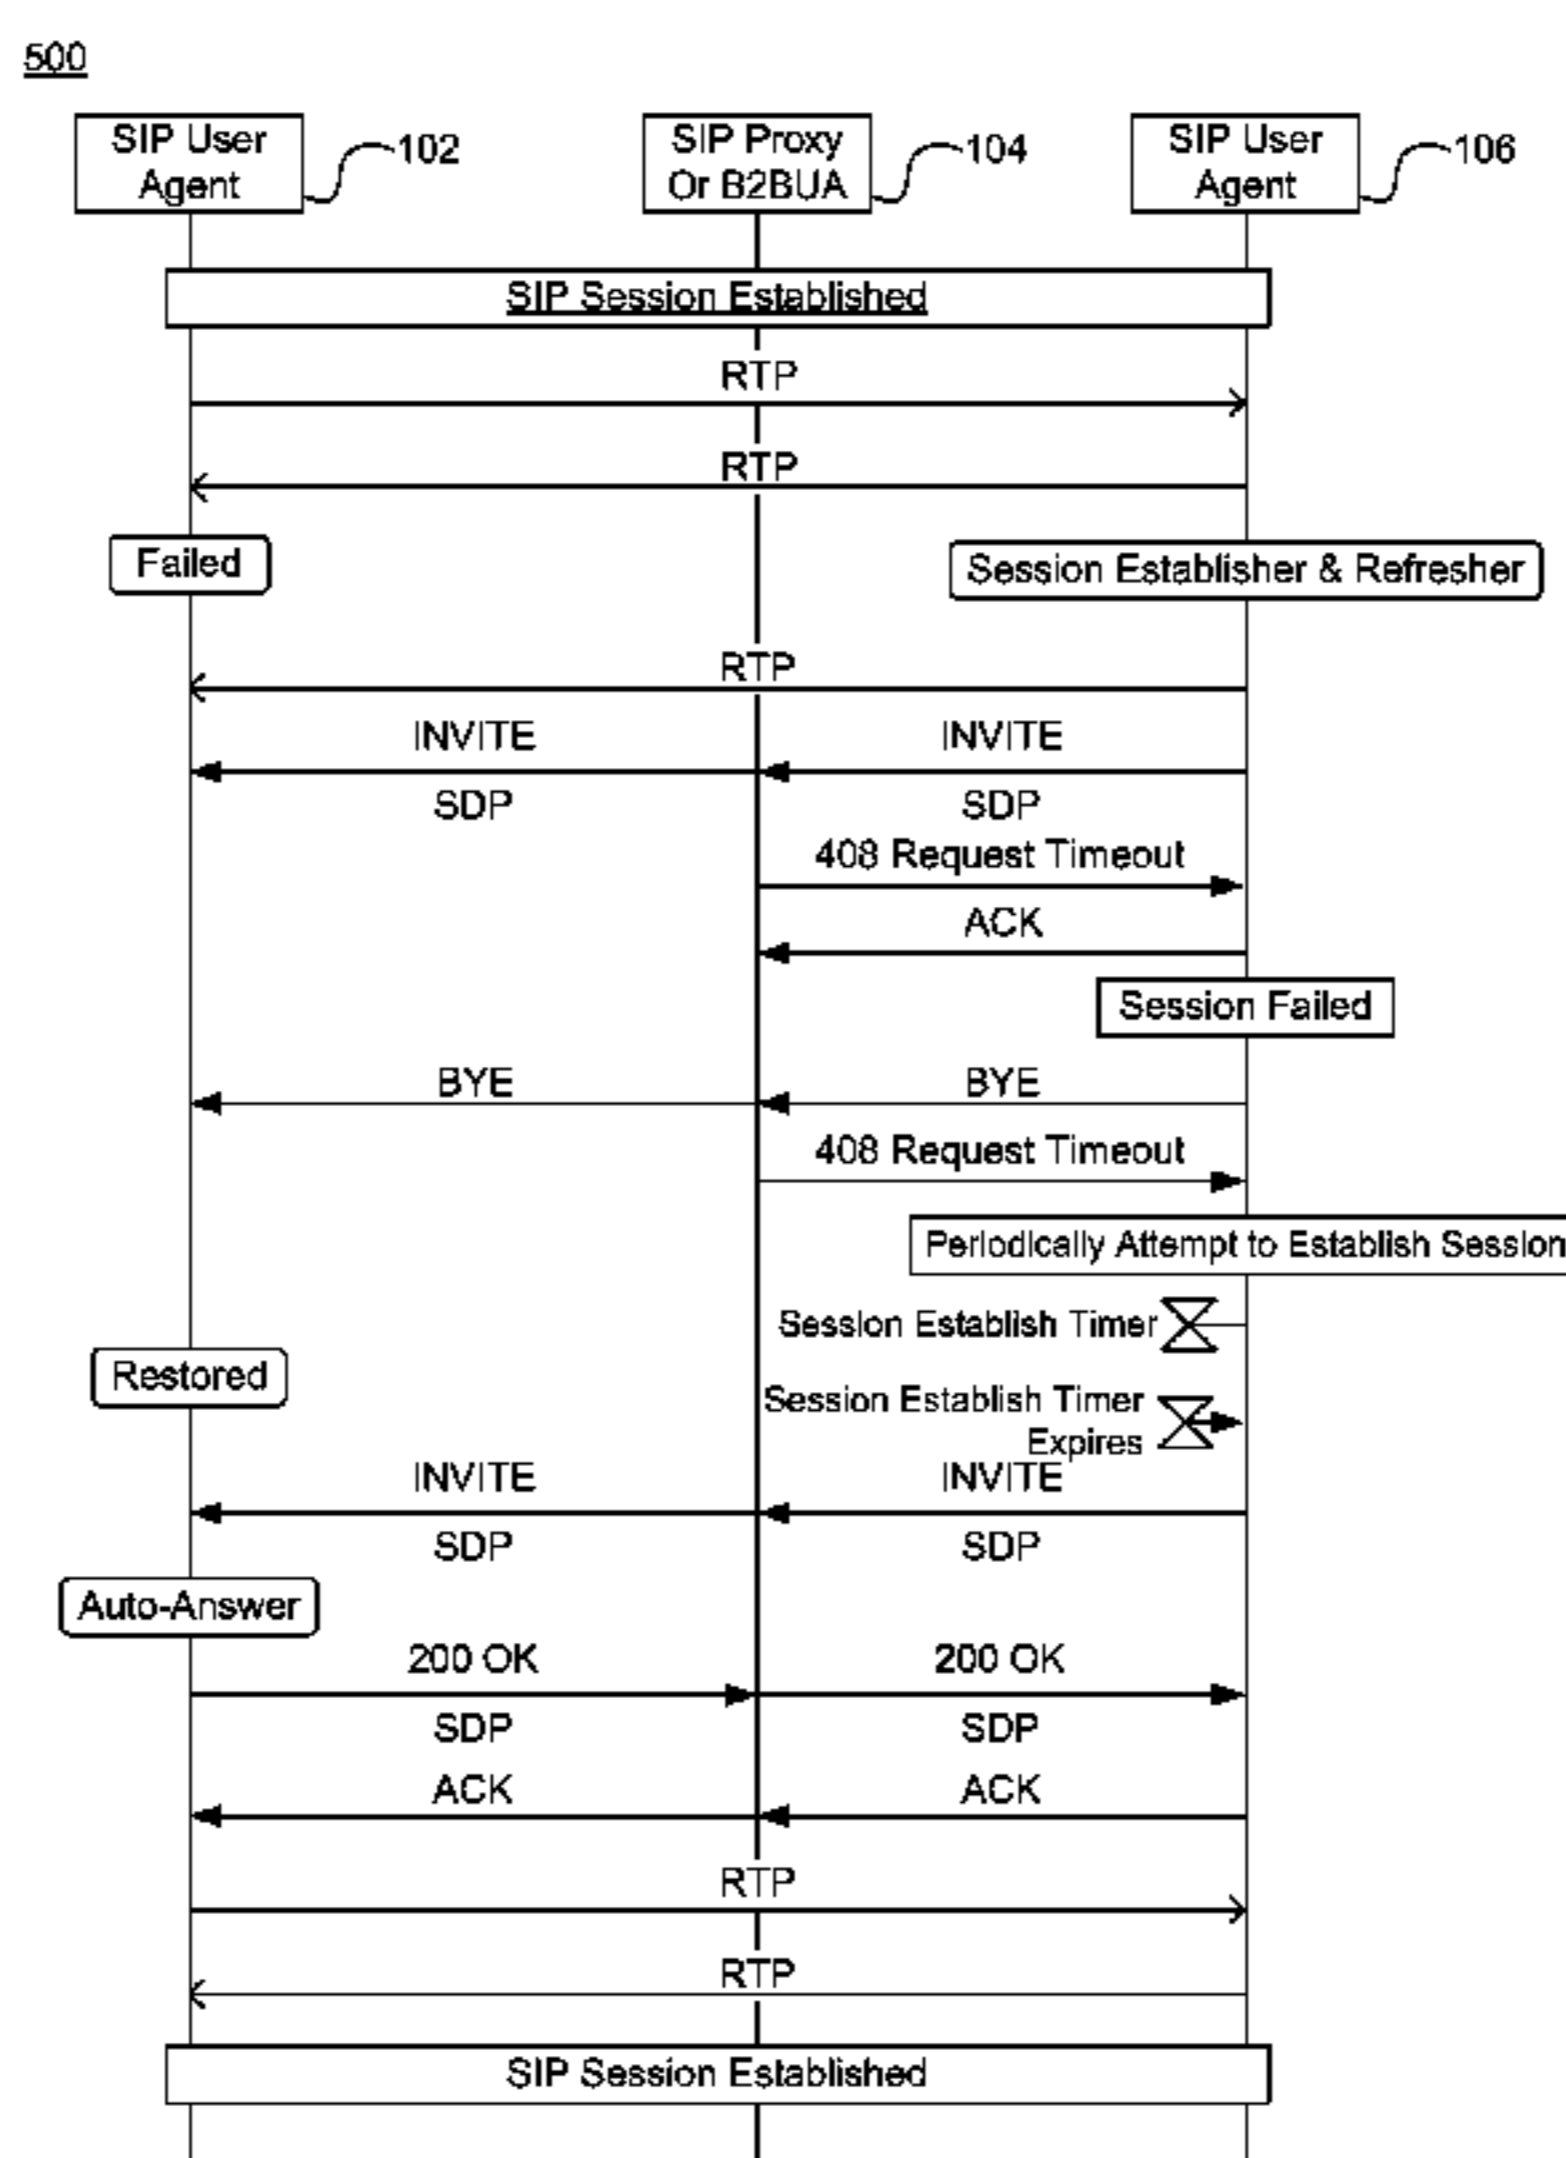 500
SIP User
Agent
102
SIP Proxy
Or B2BUA
104
SIP User
Agent
106
SIP Session Established
RTP
RTP
Failed
Session Establisher & Refresher
RTP
INVITE
INVITE
SDP
SDP
408 Request Timeout
ACK
Session Failed
BYE
BYE
408 Request Timeout
Periodically Attempt to Establish Session
Session Establish Timer
Restored
Session Establish Timer
Expires
INVITE
INVITE
SDP
SDP
Auto-Answer
200 OK
200 OK
SDP
SDP
ACK
ACK
RTP
RTP
SIP Session Established